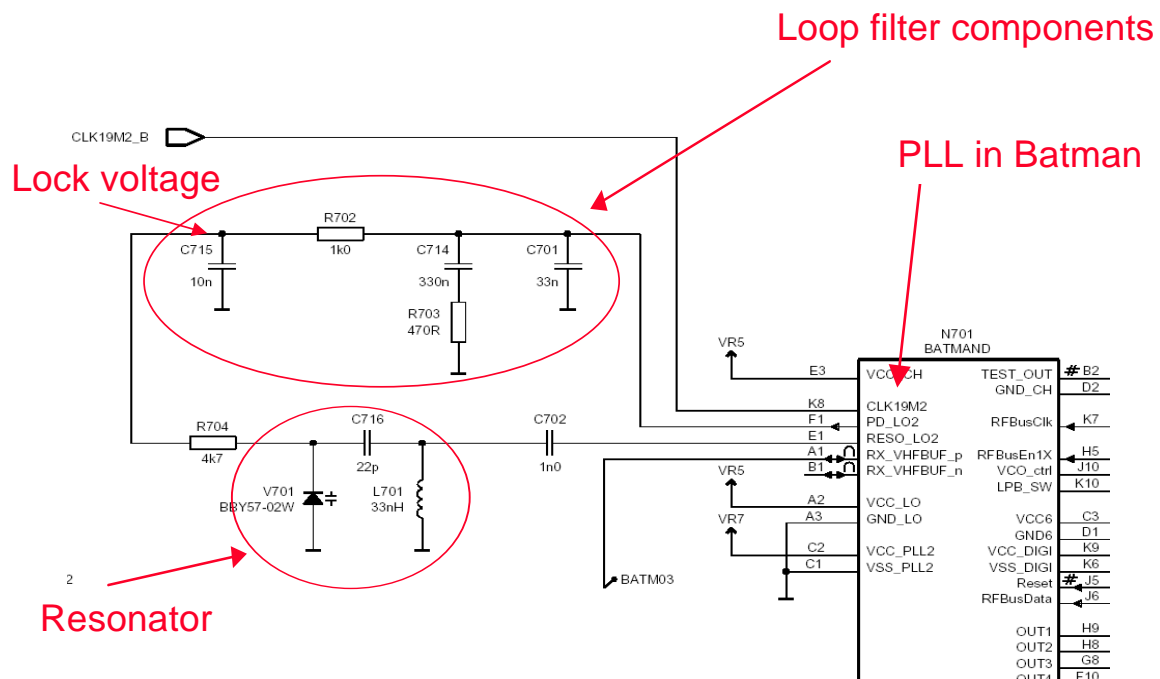 Loop filter components
CLK19M2_B
PLL in Batman
Lock voltage
R702
1k0
C715
10n
C714
330n
C701
33n
R703
470R
N701
BATMAND
VR5
E3
VCC_CH
TEST_OUT
# B2
GND_CH
D2
K8
CLK19M2
F1
PD_LO2
RFBusClk
K7
E1
RESO_LO2
A1
RX_VHFBUF_p
RFBusEn1X
H5
B1
RX_VHFBUF_n
VCO_ctrl
J10
LPB_SW
K10
R704
4k7
C716
22p
C702
1n0
V701
BBY57-02W
L701
33nH
VR5
A2
VCC_LO
VR7
A3
GND_LO
VCC6
C3
GND6
D1
C2
VCC_PLL2
VCC_DIGI
K9
C1
VSS_PLL2
VSS_DIGI
K6
Reset
# J5
RFBusData
J6
2
BATM03
Resonator
OUT1
H9
OUT2
H8
OUT3
G8
OUT4
F10